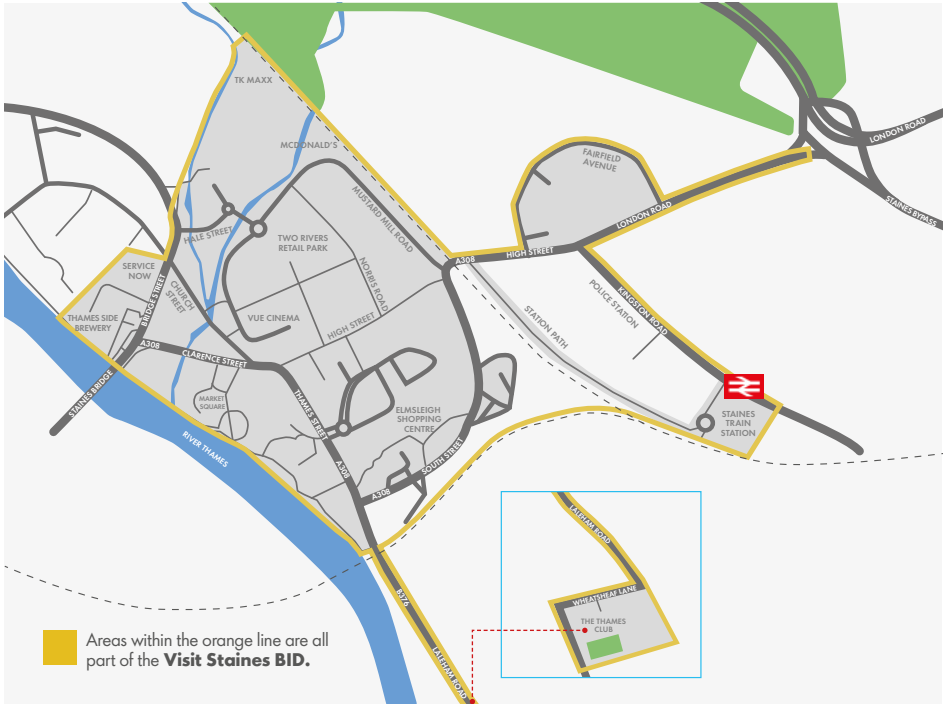 TK MAXX
MCDONALD'S
FAIRFIELD
AVENUE
LONDON ROAD
STAINES BYPASS
LONDON ROAD
MUSTARD MILL ROAD
HALE STREET
TWO RIVERS
RETAIL PARK
A308
HIGH STREET
SERVICE
NOW
CHURCH
STREET
NORRIS ROAD
POLICE STATION
KINGSTON ROAD
BRIDGE STREET
THAMES SIDE
BREWERY
VUE CINEMA
HIGH STREET
STATION PATH
A308
CLARENCE STREET
STAINES BRIDGE
MARKET
SQUARE
THAMES STREET
ELMSLEIGH
SHOPPING
CENTRE
STAINES
TRAIN
STATION
RIVER THAMES
A308
SOUTH STREET
A308
LALEHAM ROAD
B376
WHEATSHEAF LANE
THE THAMES
CLUB
LALEHAM ROAD
Areas within the orange line are all
part of the Visit Staines BID.